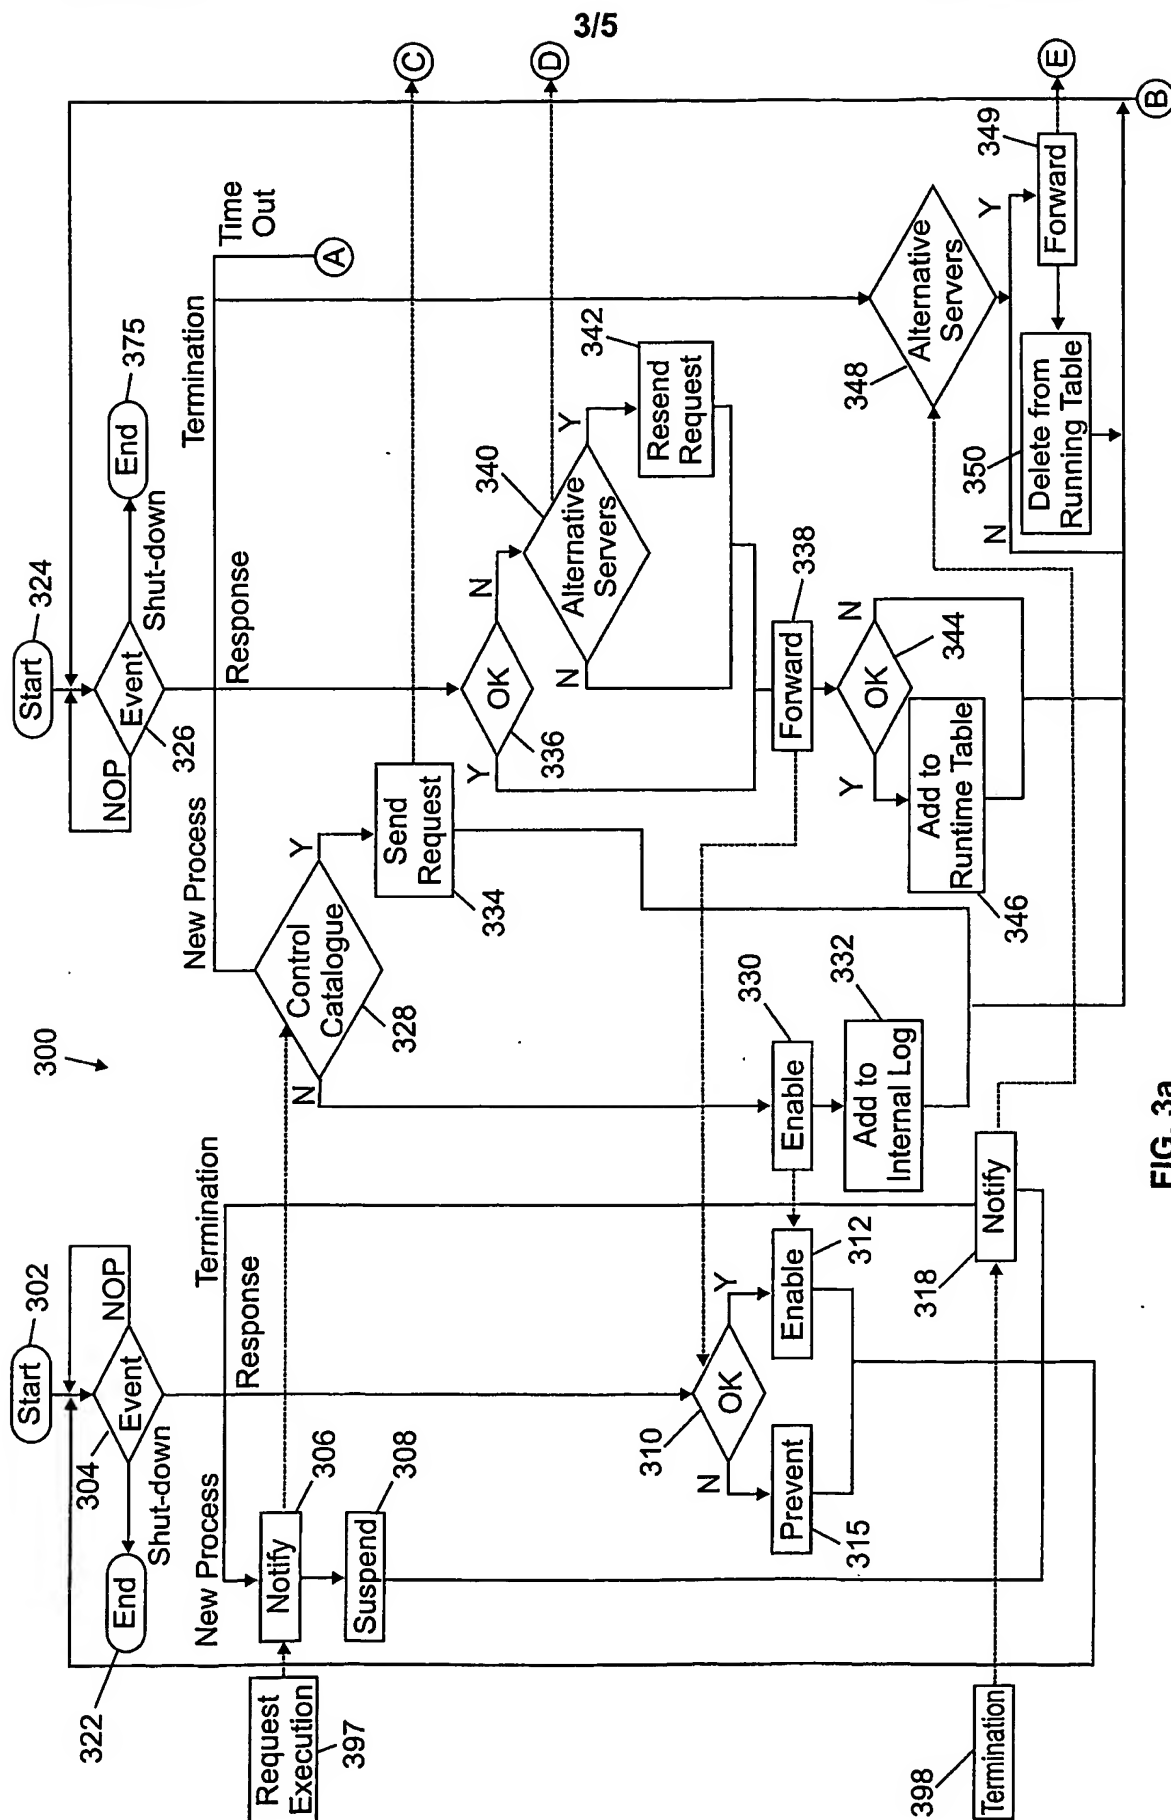 3/5
300
Start
302
NOP
Event
304
Shut-down
End
322
New Process
Response
Termination
Request
Execution
397
Notify
306
Suspend
308
OK
310
N
Y
Prevent
315
Enable
312
Termination
398
Notify
318
Start
324
NOP
Event
326
Shut-down
End
375
New Process
Response
Termination
Time
Out
A
Control
Catalogue
328
N
Y
Enable
330
Add to
Internal Log
332
Send
Request
334
C
OK
336
Y
N
Alternative
Servers
340
D
N
Y
Resend
Request
342
Forward
338
OK
344
Y
N
Add to
Runtime Table
346
Alternative
Servers
348
N
Y
Forward
349
E
Delete from
Running Table
350
B
FIG. 3a